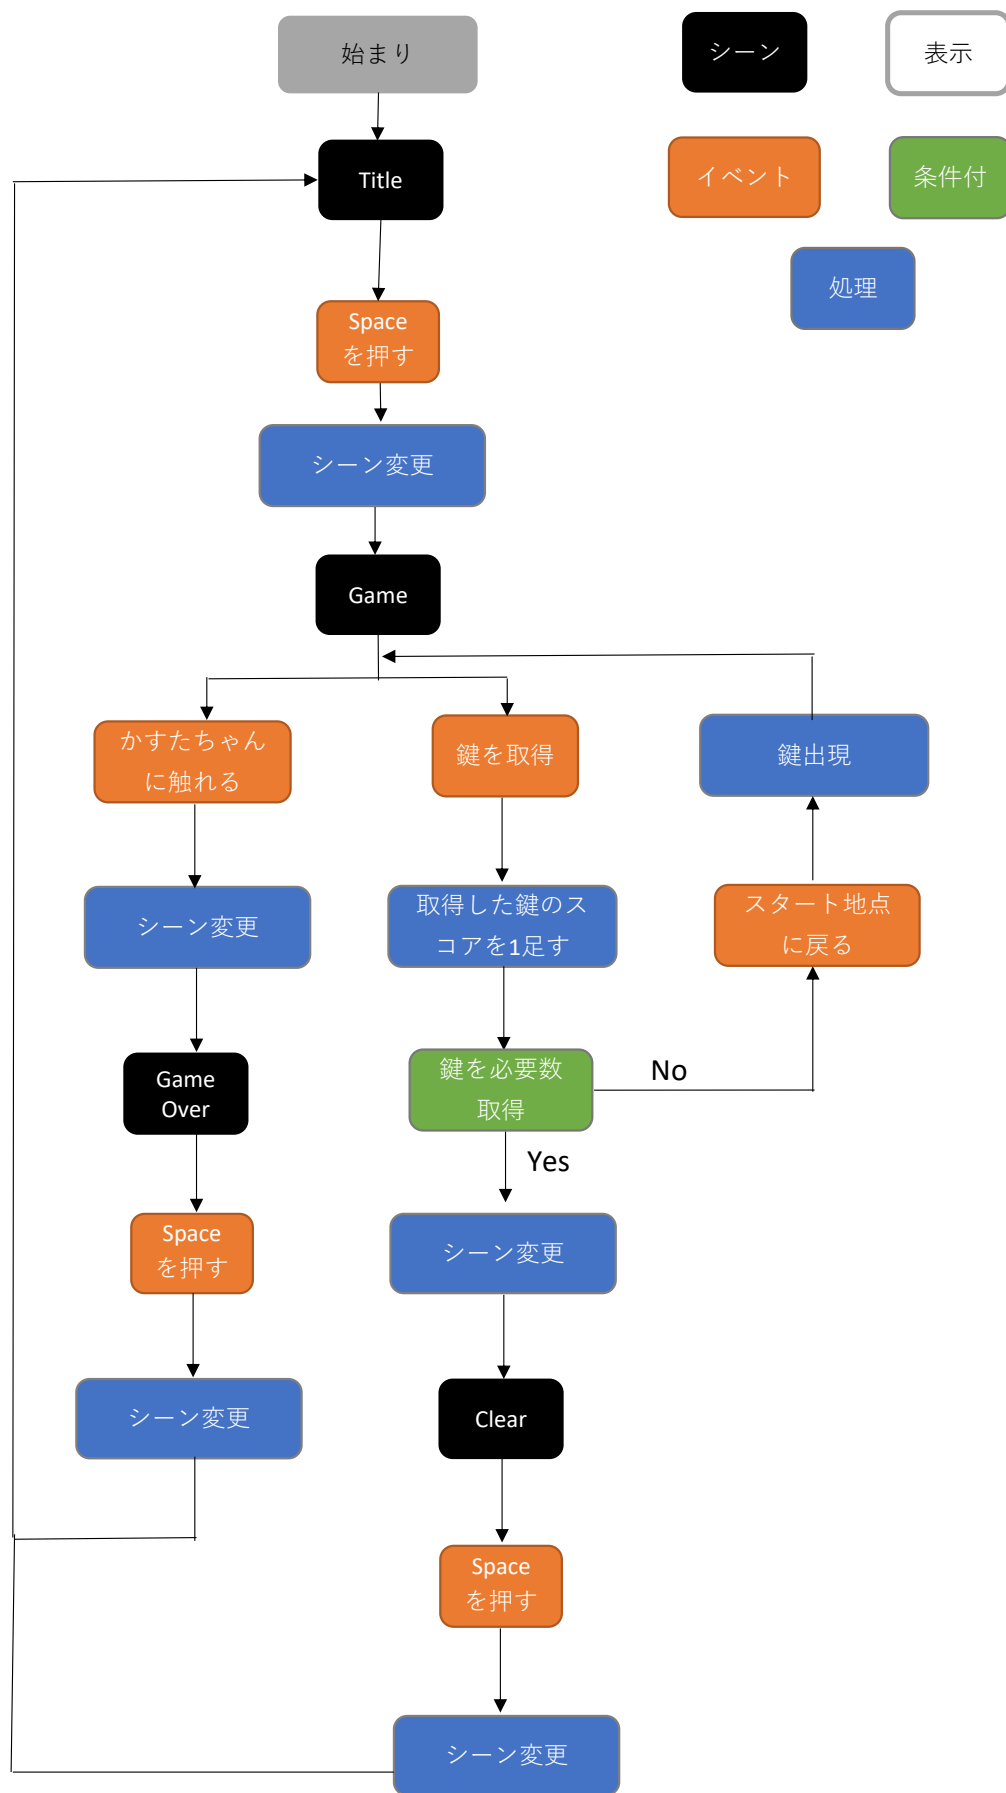 始まり
シーン
表示
Title
イベント
条件付
処理
Space
を押す
シーン変更
Game
かすたちゃん
に触れる
鍵を取得
鍵出現
シーン変更
取得した鍵のス
コアを1足す
スタート地点
に戻る
Game
Over
鍵を必要数
取得
No
Yes
Space
を押す
シーン変更
シーン変更
Clear
Space
を押す
シーン変更